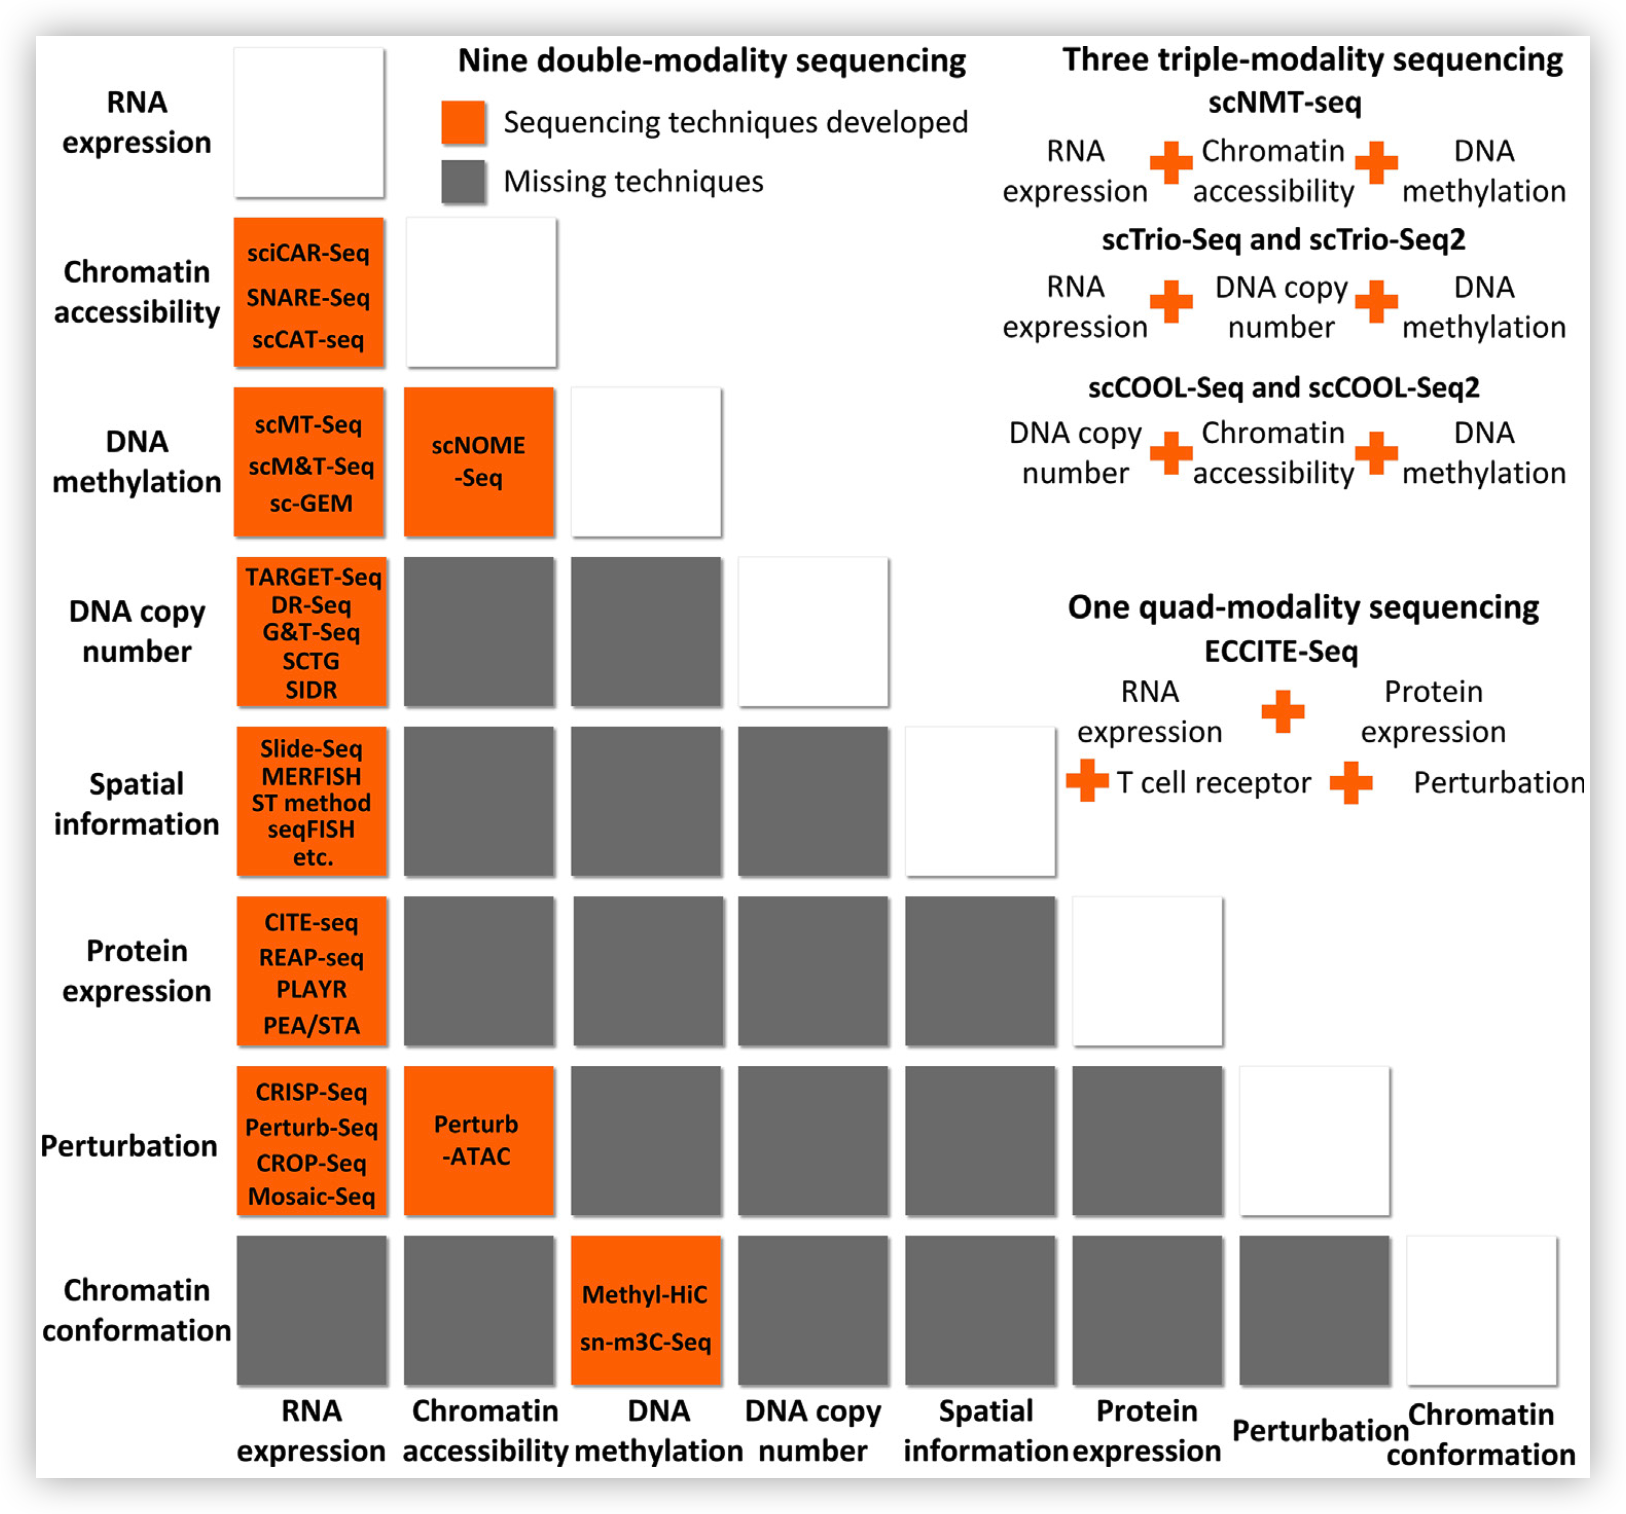 Nine double-modality sequencing
Sequencing techniques developed
Missing techniques
Three triple-modality sequencing
scNMT-seq
RNA
expression
Chromatin
accessibility
DNA
methylation
scTrio-Seq and scTrio-Seq2
RNA
expression
DNA copy
number
DNA
methylation
scCOOL-Seq and scCOOL-Seq2
DNA copy
number
Chromatin
accessibility
DNA
methylation
One quad-modality sequencing
ECCITE-Seq
RNA
expression
Protein
expression
T cell receptor
Perturbation
RNA
expression
Chromatin
accessibility
sciCAR-Seq
SNARE-Seq
scCAT-seq
DNA
methylation
scMT-Seq
scM&T-Seq
sc-GEM
scNOME
-Seq
DNA copy
number
TARGET-Seq
DR-Seq
G&T-Seq
SCTG
SIDR
Spatial
information
Slide-Seq
MERFISH
ST method
seqFISH
etc.
Protein
expression
CITE-seq
REAP-seq
PLAYR
PEA/STA
Perturbation
CRISP-Seq
Perturb-Seq
CROP-Seq
Mosaic-Seq
Perturb
-ATAC
Chromatin
conformation
Methyl-HiC
sn-m3C-Seq
RNA
expression
Chromatin
accessibility
DNA
methylation
DNA copy
number
Spatial
information
Protein
expression
Perturbation
Chromatin
conformation